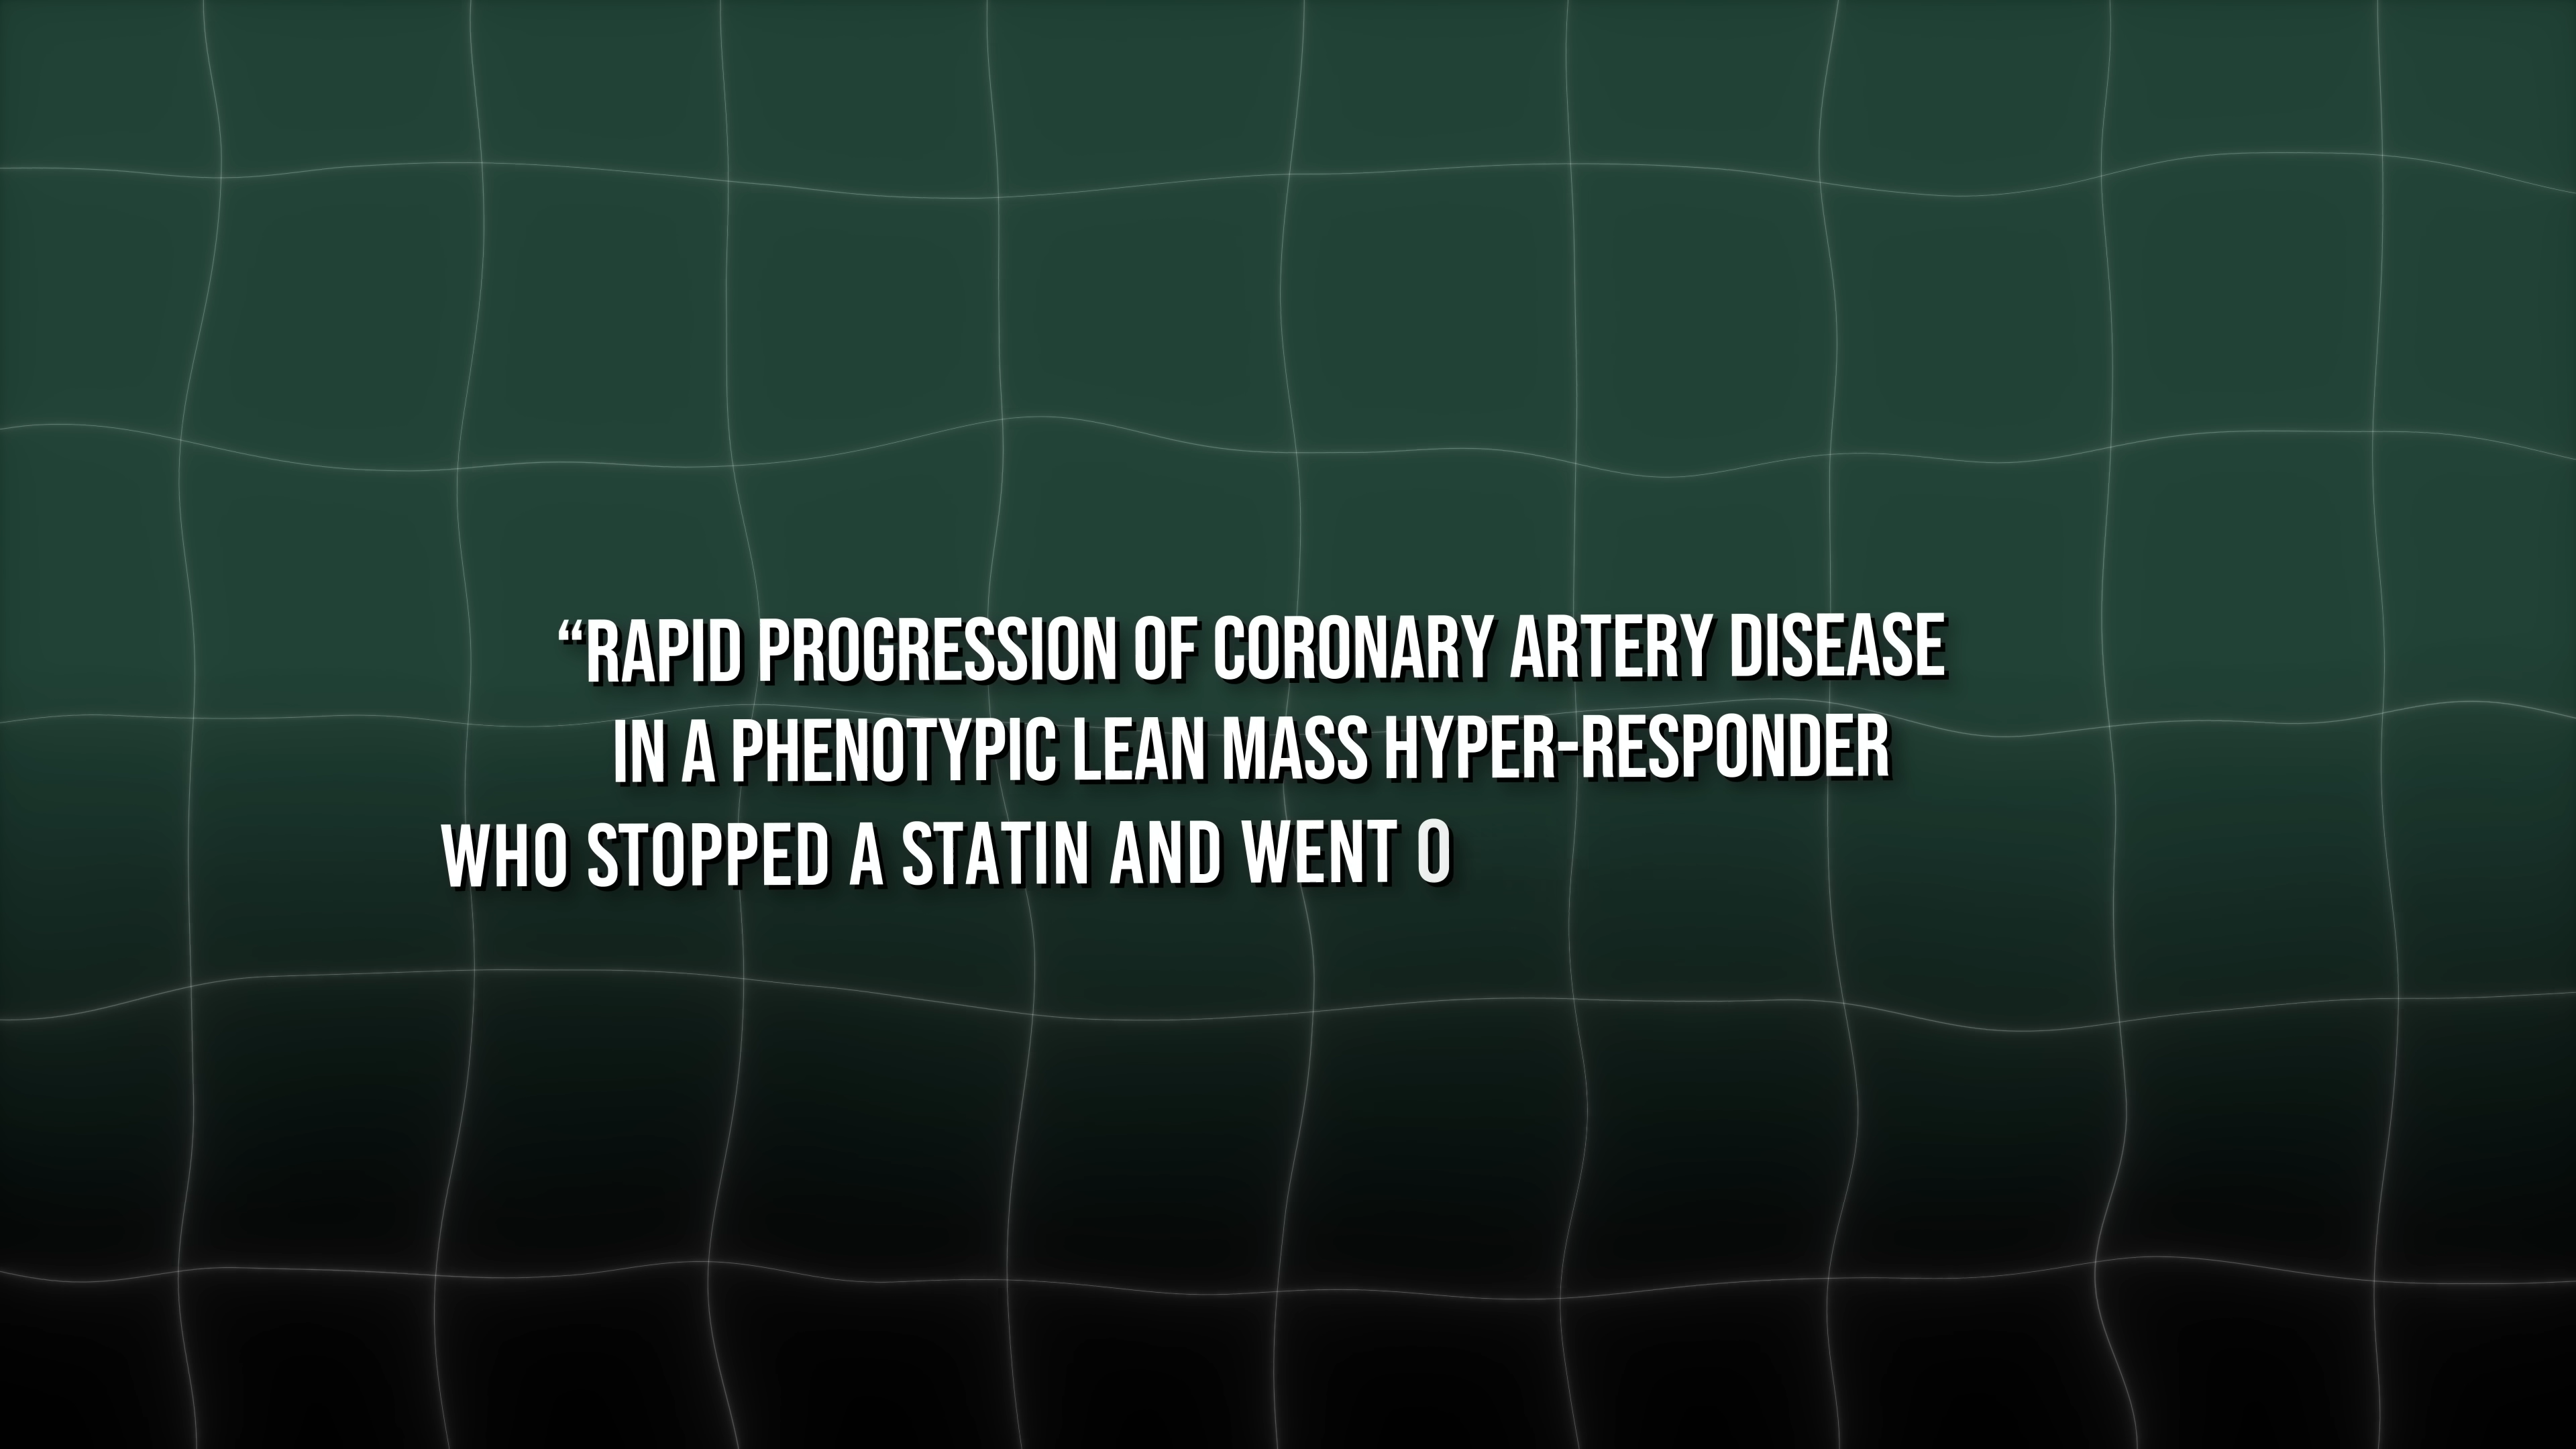 “RAPID PROGRESSION OF CORONARY ARTERY DISEASE
IN A PHENOTYPIC LEAN MASS HYPER-RESPONDER
WHO STOPPED A STATIN AND WENT O